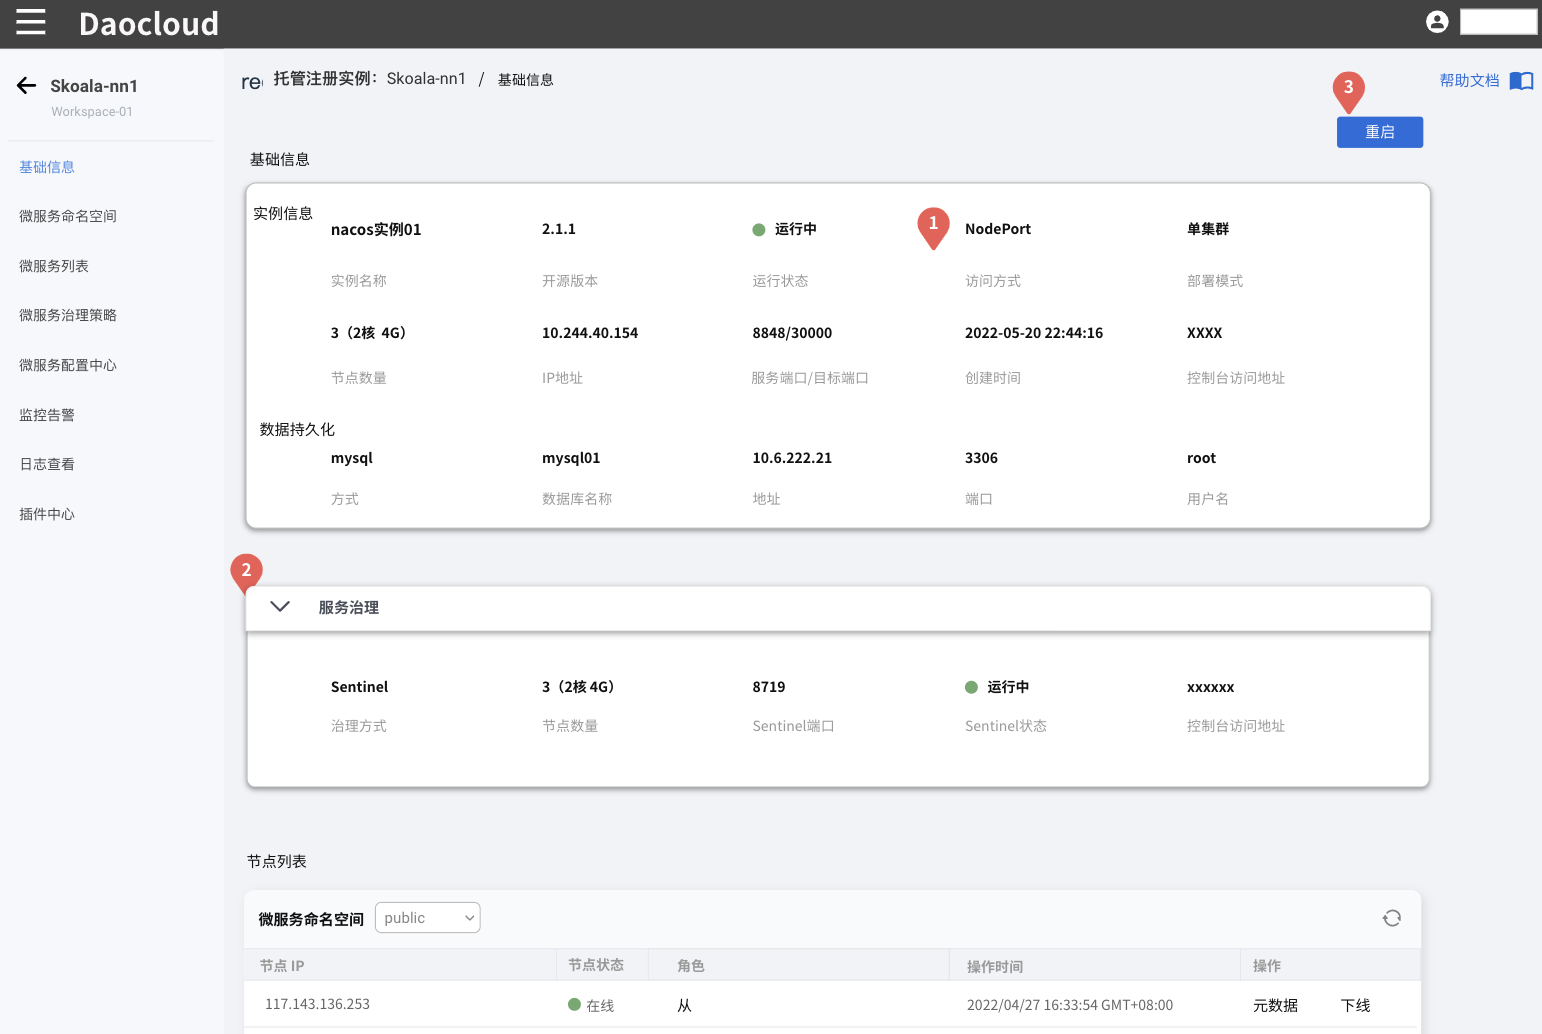 Daocloud
Skoala-nn1
Workspace-01
基础信息
微服务命名空间
微服务列表
微服务治理策略
微服务配置中心
监控告警
日志查看
插件中心
托管注册实例： Skoala-nn1 / 基础信息
帮助文档
3
重启
基础信息
实例信息
nacos实例01 2.1.1 运行中 1 NodePort 单集群
实例名称 开源版本 运行状态 访问方式 部署模式
3（2核 4G） 10.244.40.154 8848/30000 2022-05-20 22:44:16 XXXX
节点数量 IP地址 服务端口/目标端口 创建时间 控制台访问地址
数据持久化
mysql mysql01 10.6.222.21 3306 root
方式 数据库名称 地址 端口 用户名
2
服务治理
Sentinel 3（2核 4G） 8719 运行中 xxxxxx
治理方式 节点数量 Sentinel端口 Sentinel状态 控制台访问地址
节点列表
微服务命名空间 public
节点 IP 节点状态 角色 操作时间 操作
117.143.136.253 在线 从 2022/04/27 16:33:54 GMT+08:00 元数据 下线